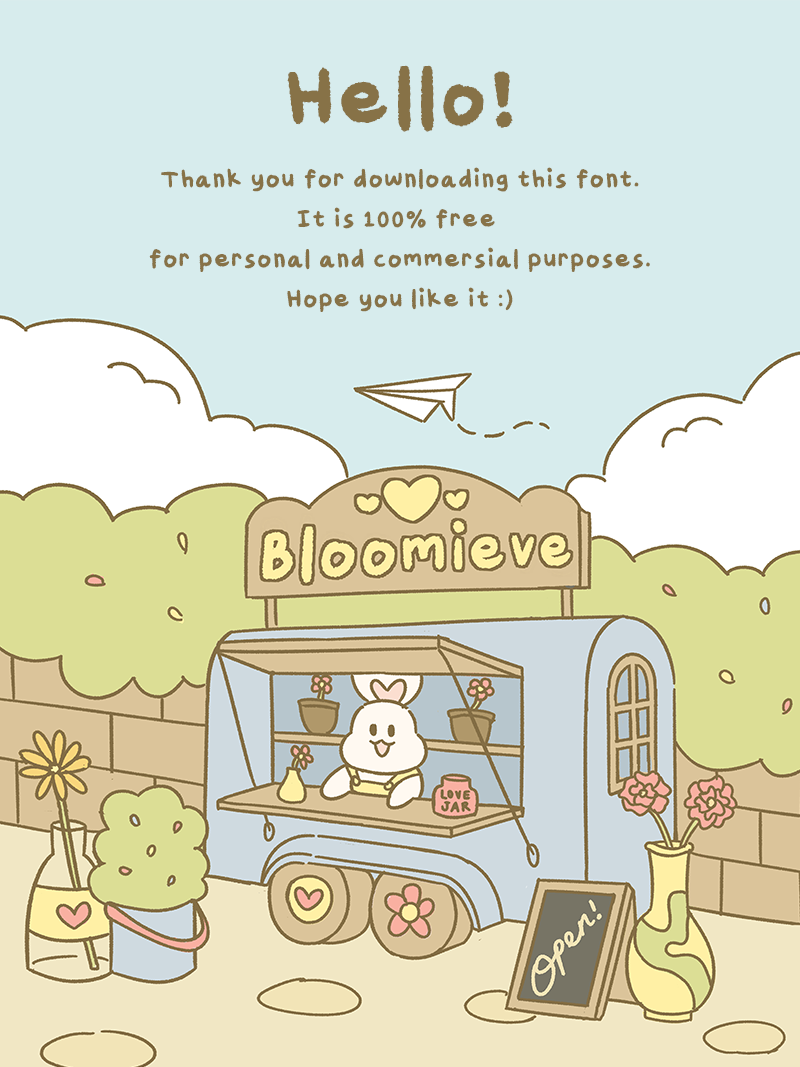 Hello!
Thank you for downloading this font.
It is 100% free
for personal and commersial purposes.
Hope you like it :)
Bloomieve
LOVE
JAR
Open!